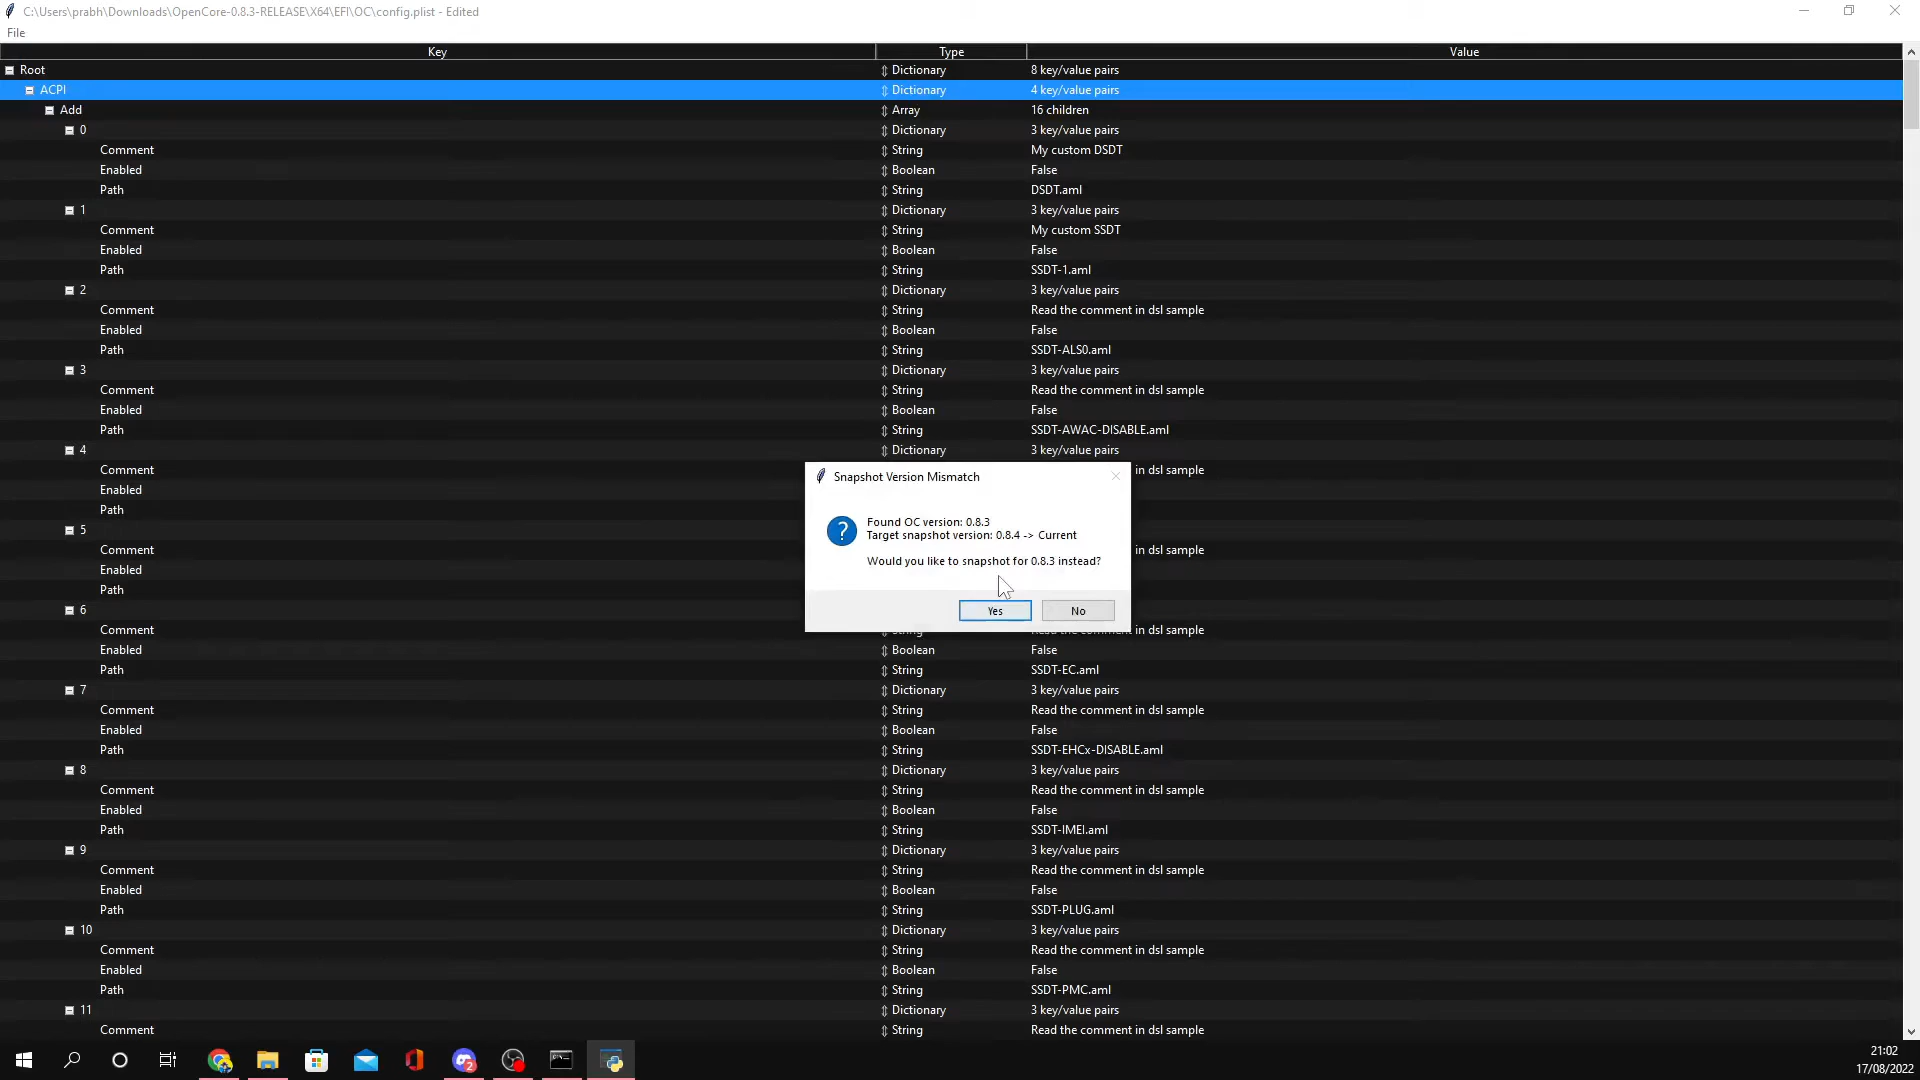 C:\Users\prabh\Downloads\OpenCore-0.8.3-RELEASE\X64\EFI\OC\config.plist - Edited
File
Key Type Value
Root Dictionary 8 key/value pairs
ACPI Dictionary 4 key/value pairs
Add Array 16 children
0 Dictionary 3 key/value pairs
Comment String My custom DSDT
Enabled Boolean False
Path String DSDT.aml
1 Dictionary 3 key/value pairs
Comment String My custom SSDT
Enabled Boolean False
Path String SSDT-1.aml
2 Dictionary 3 key/value pairs
Comment String Read the comment in dsl sample
Enabled Boolean False
Path String SSDT-ALS0.aml
3 Dictionary 3 key/value pairs
Comment String Read the comment in dsl sample
Enabled Boolean False
Path String SSDT-AWAC-DISABLE.aml
4 Dictionary 3 key/value pairs
Comment in dsl sample
Enabled
Path
5
Comment in dsl sample
Enabled
Path
6
Snapshot Version Mismatch
Found OC version: 0.8.3
Target snapshot version: 0.8.4 -> Current
Would you like to snapshot for 0.8.3 instead?
Yes No
Comment String Read the comment in dsl sample
Enabled Boolean False
Path String SSDT-EC.aml
7 Dictionary 3 key/value pairs
Comment String Read the comment in dsl sample
Enabled Boolean False
Path String SSDT-EHCx-DISABLE.aml
8 Dictionary 3 key/value pairs
Comment String Read the comment in dsl sample
Enabled Boolean False
Path String SSDT-IMEI.aml
9 Dictionary 3 key/value pairs
Comment String Read the comment in dsl sample
Enabled Boolean False
Path String SSDT-PLUG.aml
10 Dictionary 3 key/value pairs
Comment String Read the comment in dsl sample
Enabled Boolean False
Path String SSDT-PMC.aml
11 Dictionary 3 key/value pairs
Comment String Read the comment in dsl sample
2
21:02
17/08/2022